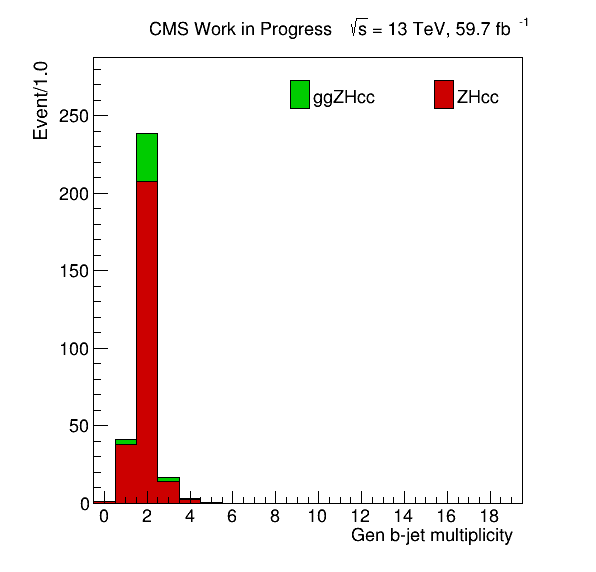 CMS Work in Progress √s = 13 TeV, 59.7 fb -1
Event/1.0
ggZHcc
ZHcc
250
200
150
100
50
0
0 2 4 6 8 10 12 14 16 18
Gen b-jet multiplicity